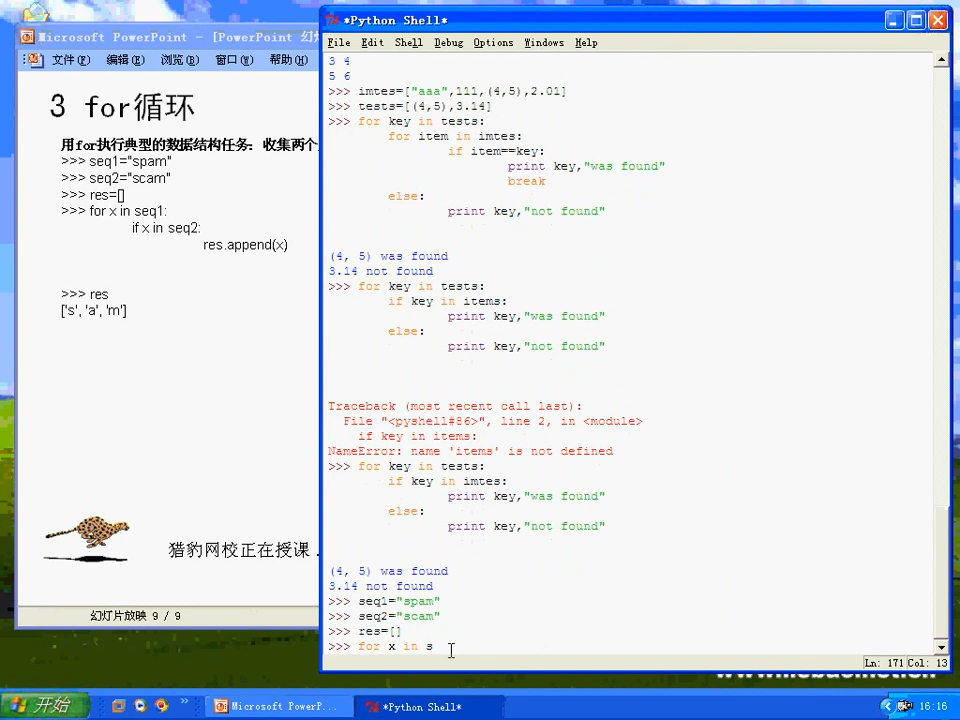 Microsoft PowerPoint - [PowerPoint 幻
文件(F) 编辑(E) 浏览(B) 窗口(W) 帮助(H)
3 for循环
用for执行典型的数据结构任务：收集两个
>>> seq1="spam"
>>> seq2="scam"
>>> res=[]
>>> for x in seq1:
if x in seq2:
res.append(x)
>>> res
['s', 'a', 'm']
猎豹网校正在授课 .
幻灯片放映 9 / 9
*Python Shell*
File Edit Shell Debug Options Windows Help
3 4
5 6
>>> imtes=["aaa",111,(4,5),2.01]
>>> tests=[(4,5),3.14]
>>> for key in tests:
for item in imtes:
if item==key:
print key,"was found"
break
else:
print key,"not found"
(4, 5) was found
3.14 not found
>>> for key in tests:
if key in items:
print key,"was found"
else:
print key,"not found"
Traceback (most recent call last):
File "<pyshell#86>", line 2, in <module>
if key in items:
NameError: name 'items' is not defined
>>> for key in tests:
if key in imtes:
print key,"was found"
else:
print key,"not found"
(4, 5) was found
3.14 not found
>>> seq1="spam"
>>> seq2="scam"
>>> res=[]
>>> for x in s
Ln: 171 Col: 13
开始
Microsoft PowerP...
*Python Shell*
16:16